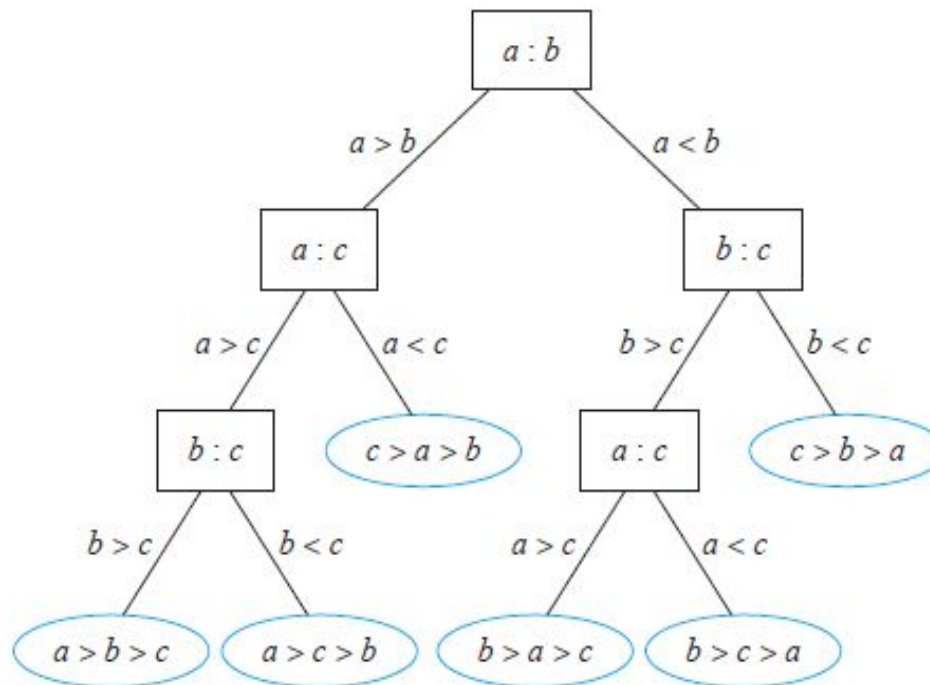 a : b
a > b
a < b
a : c
b : c
a > c
a < c
b > c
b < c
b : c
c > a > b
a : c
c > b > a
b > c
b < c
a > c
a < c
a > b > c
a > c > b
b > a > c
b > c > a